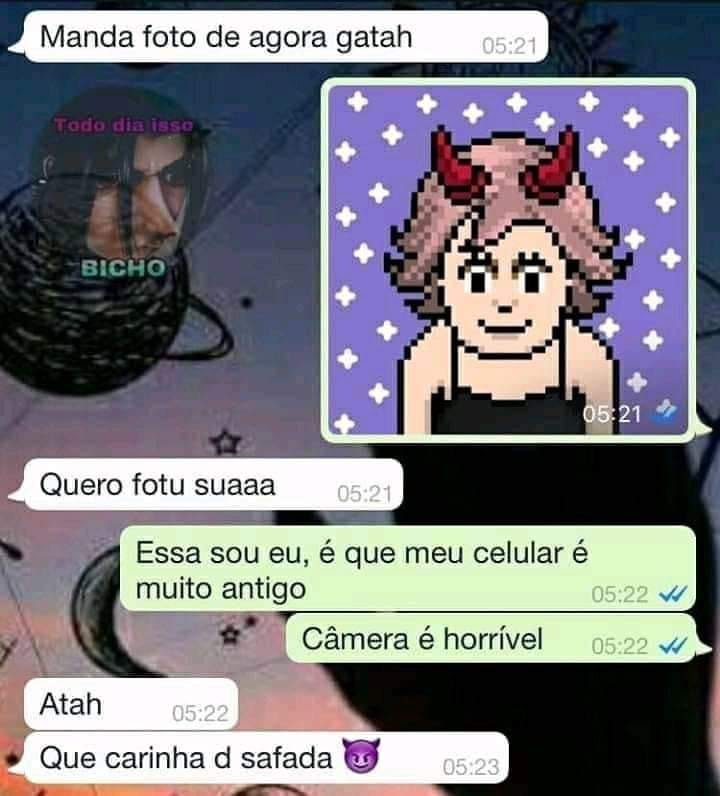 Manda foto de agora gatah 05:21
Todo dia isso
BICHO
05:21
Quero fotu suaaa 05:21
Essa sou eu, é que meu celular é
muito antigo 05:22
Câmera é horrível 05:22
Atah 05:22
Que carinha d safada 😈 05:23